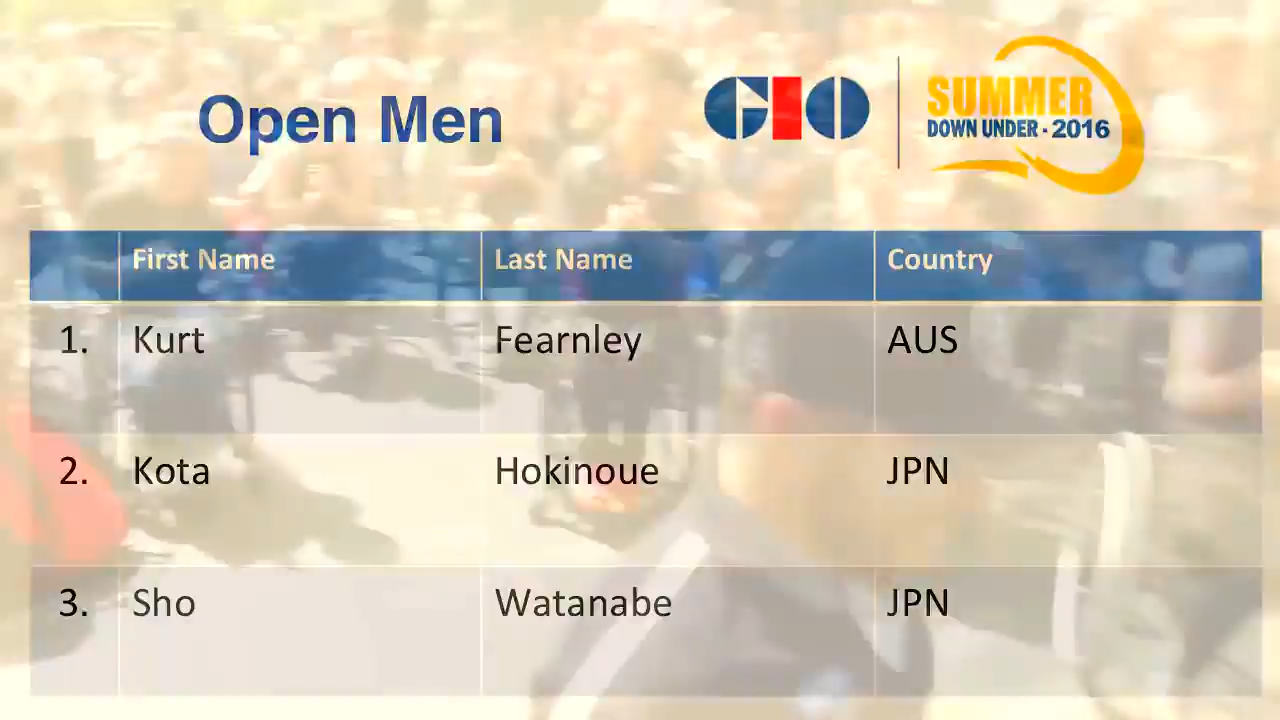 Open Men
GIO
SUMMER
DOWN UNDER - 2016
First Name Last Name Country
1. Kurt Fearnley AUS
2. Kota Hokinoue JPN
3. Sho Watanabe JPN